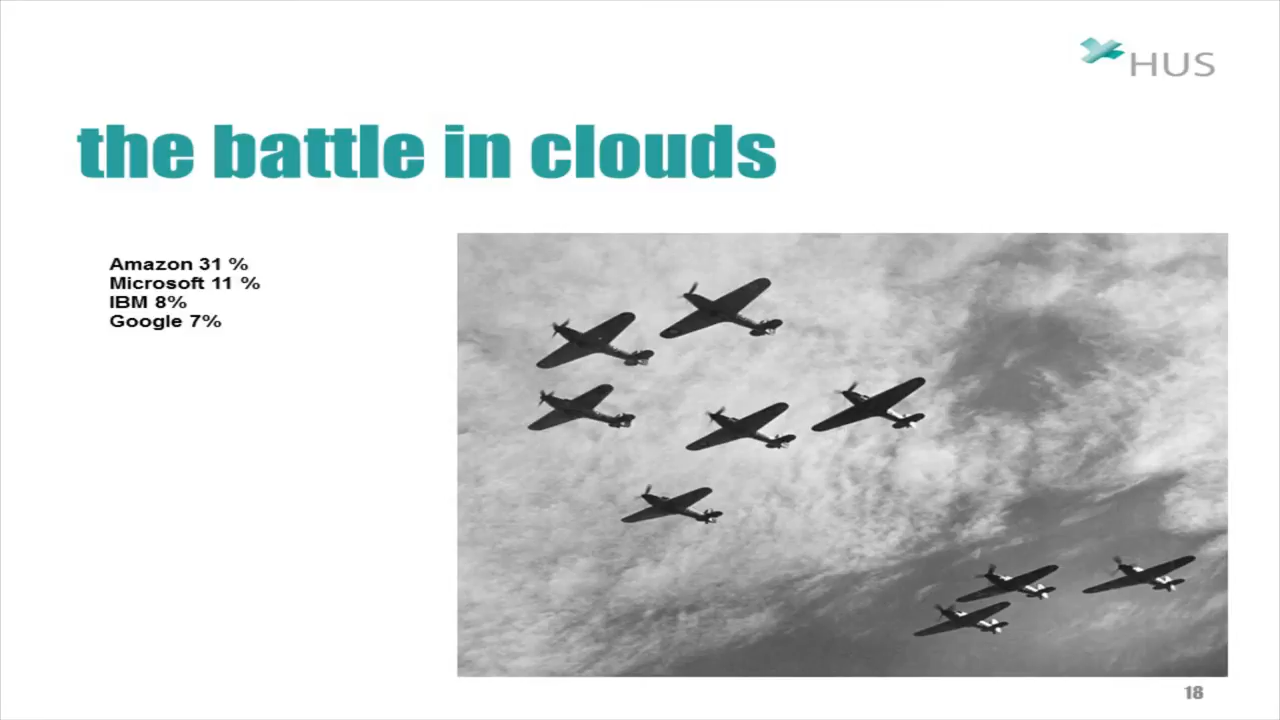 HUS
the battle in clouds
Amazon 31 %
Microsoft 11 %
IBM 8%
Google 7%
18